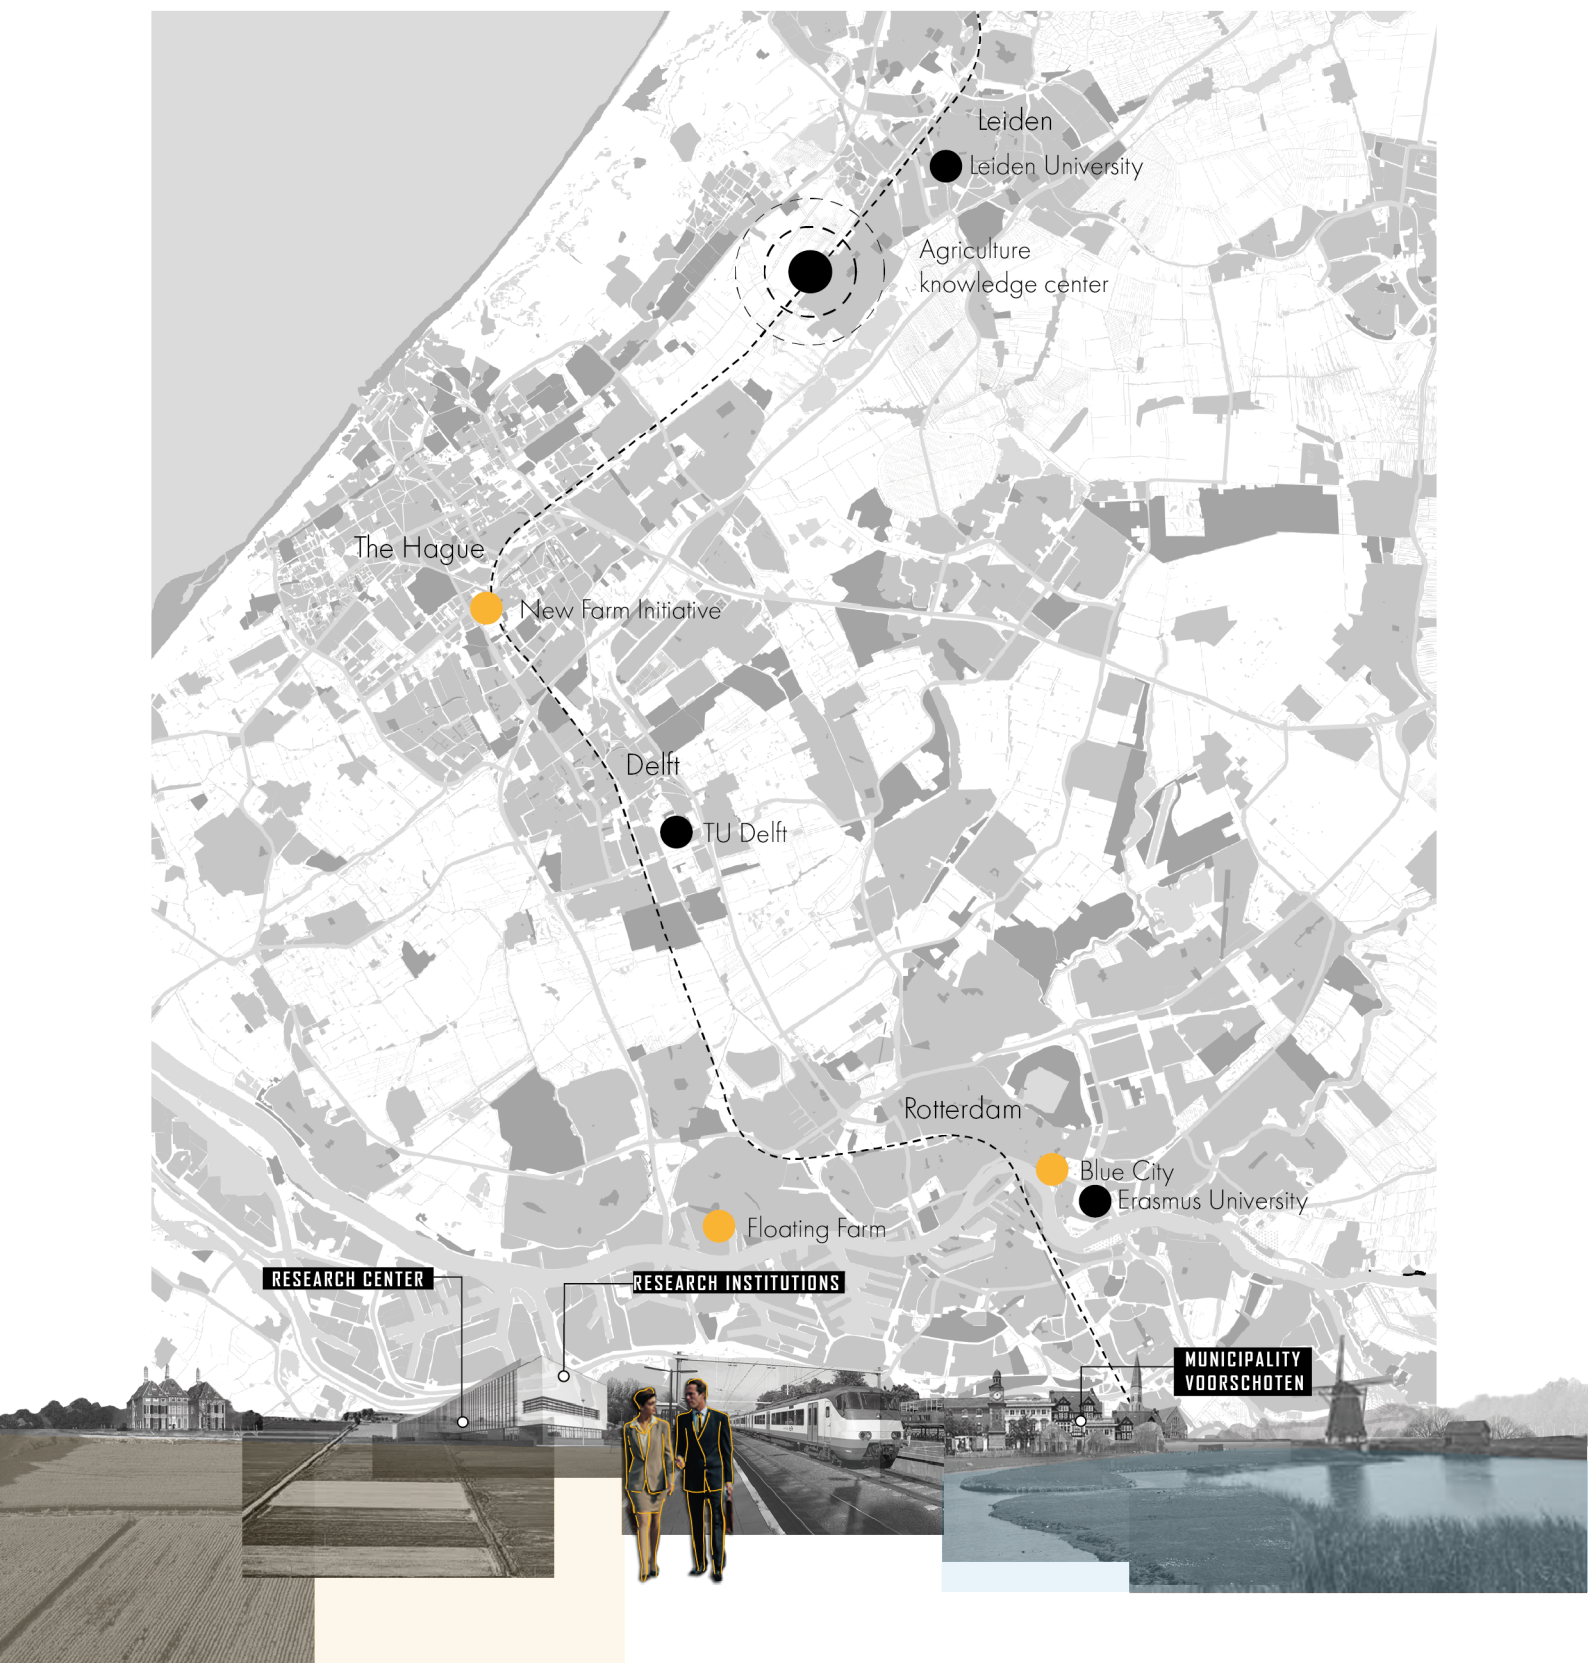 Leiden
Leiden University
Agriculture
knowledge center
The Hague
New Farm Initiative
Delft
TU Delft
Rotterdam
Blue City
Erasmus University
Floating Farm
RESEARCH CENTER
RESEARCH INSTITUTIONS
MUNICIPALITY
VOORSCHOTEN